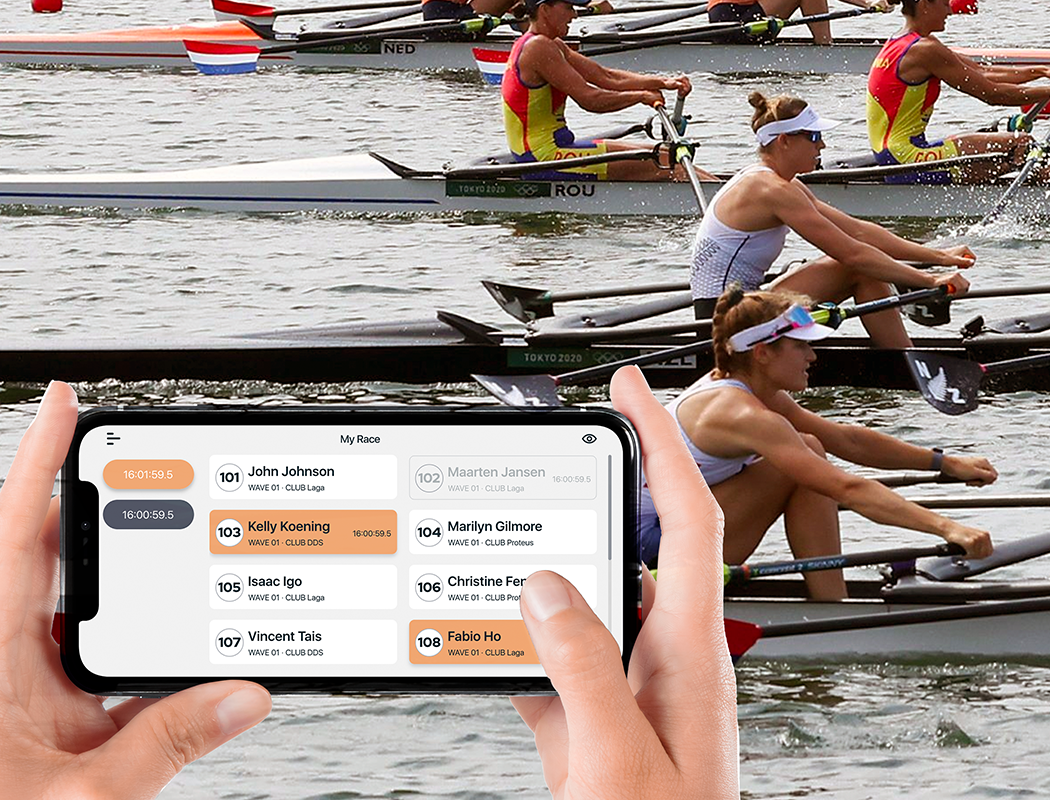 NED
TOKYO 2020
ROU
ROU
TOKYO 2020
My Race
16:01:59.5
16:00:59.5
101 John Johnson
WAVE 01 · CLUB Laga
102 Maarten Jansen 16:00:59.5
WAVE 01 · CLUB Laga
103 Kelly Koening 16:00:59.5
WAVE 01 · CLUB DDS
104 Marilyn Gilmore
WAVE 01 · CLUB Proteus
105 Isaac Igo
WAVE 01 · CLUB Laga
106 Christine
WAVE 01 · CLUB
107 Vincent Tais
WAVE 01 · CLUB DDS
108 Fabio Ho
WAVE 01 · CLUB Laga
SKINNY